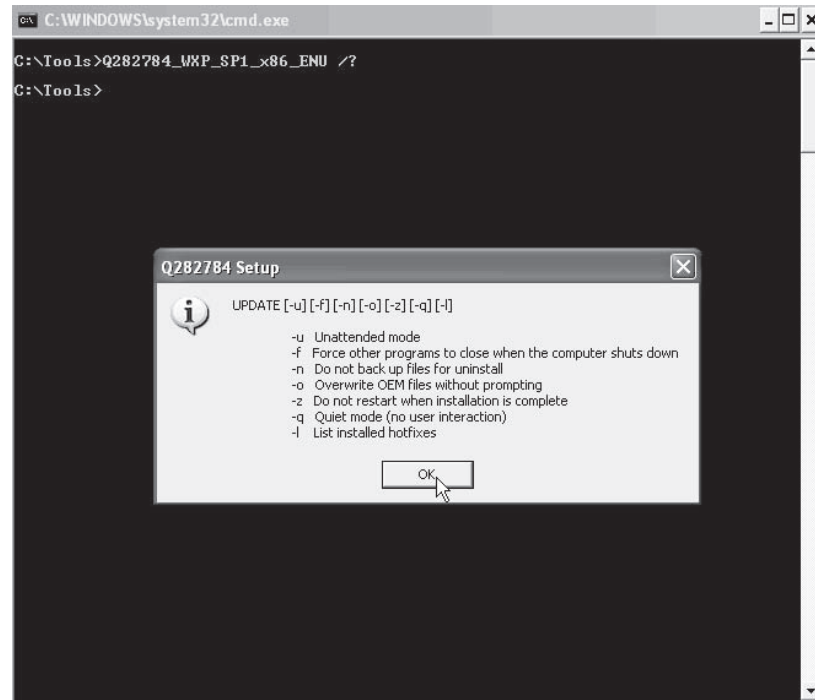 C:\WINDOWS\system32\cmd.exe
C:\Tools>Q282784_WXP_SP1_x86_ENU /?
C:\Tools>
Q282784 Setup
UPDATE [-u] [-f] [-n] [-o] [-z] [-q] [-l]
-u Unattended mode
-f Force other programs to close when the computer shuts down
-n Do not back up files for uninstall
-o Overwrite OEM files without prompting
-z Do not restart when installation is complete
-q Quiet mode (no user interaction)
-l List installed hotfixes
OK